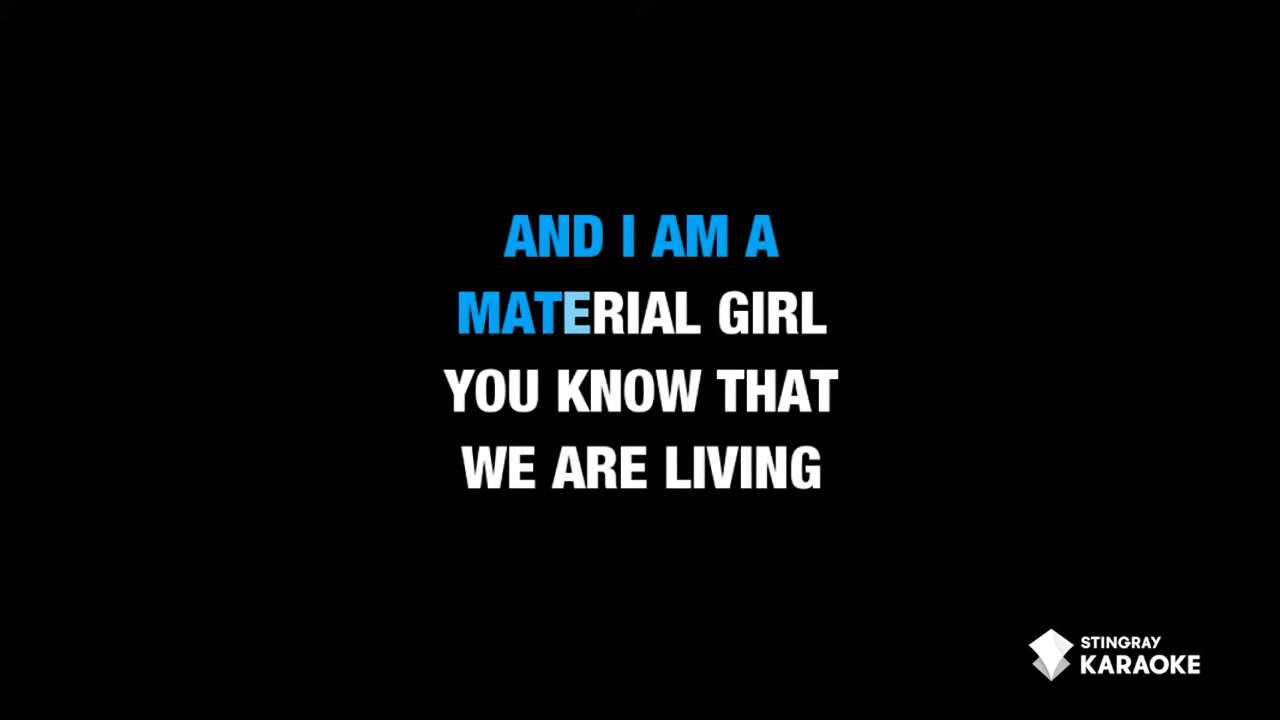 AND I AM A
MATERIAL GIRL
YOU KNOW THAT
WE ARE LIVING
STINGRAY
KARAOKE